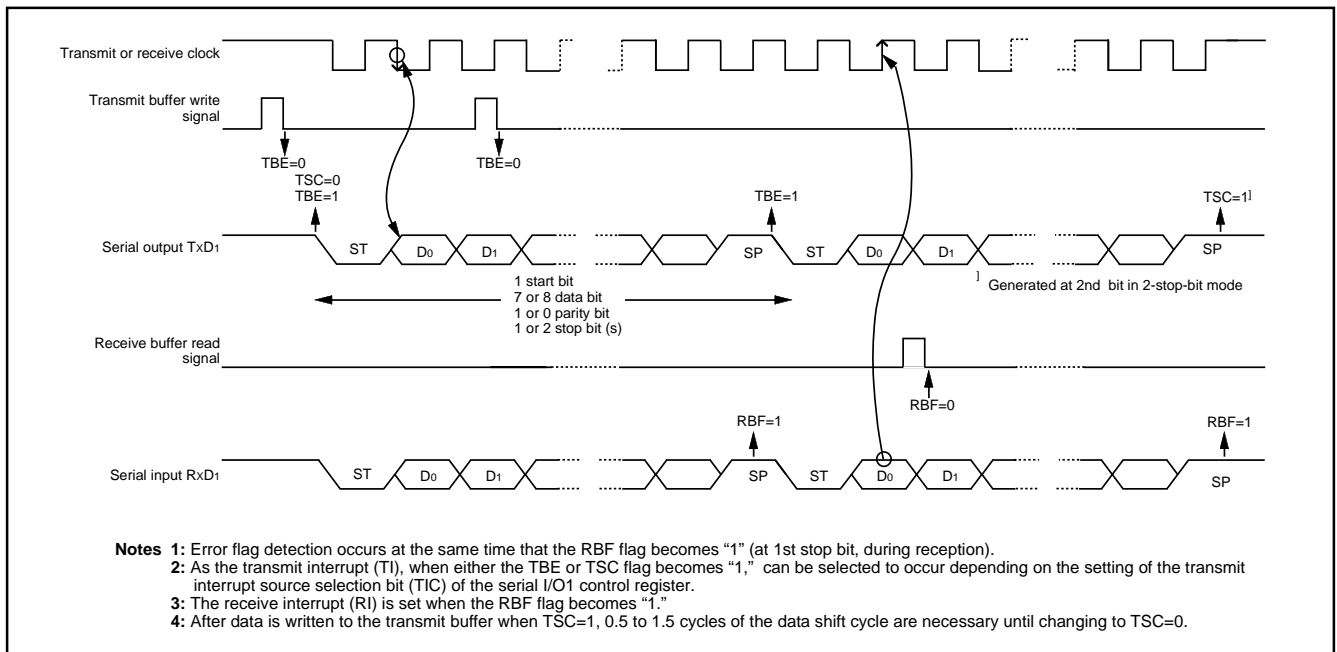 Transmit or receive clock
Transmit buffer write
signal
TBE=0
TSC=0
TBE=1
TBE=0
TBE=1
TSC=1]
Serial output TxD1
ST
D0
D1
SP
ST
D0
D1
SP
1 start bit
7 or 8 data bit
1 or 0 parity bit
1 or 2 stop bit (s)
] Generated at 2nd bit in 2-stop-bit mode
Receive buffer read
signal
RBF=0
RBF=1
RBF=1
Serial input RxD1
ST
D0
D1
SP
ST
D0
D1
SP
Notes 1: Error flag detection occurs at the same time that the RBF flag becomes “1” (at 1st stop bit, during reception).
2: As the transmit interrupt (TI), when either the TBE or TSC flag becomes “1,” can be selected to occur depending on the setting of the transmit
interrupt source selection bit (TIC) of the serial I/O1 control register.
3: The receive interrupt (RI) is set when the RBF flag becomes “1.”
4: After data is written to the transmit buffer when TSC=1, 0.5 to 1.5 cycles of the data shift cycle are necessary until changing to TSC=0.